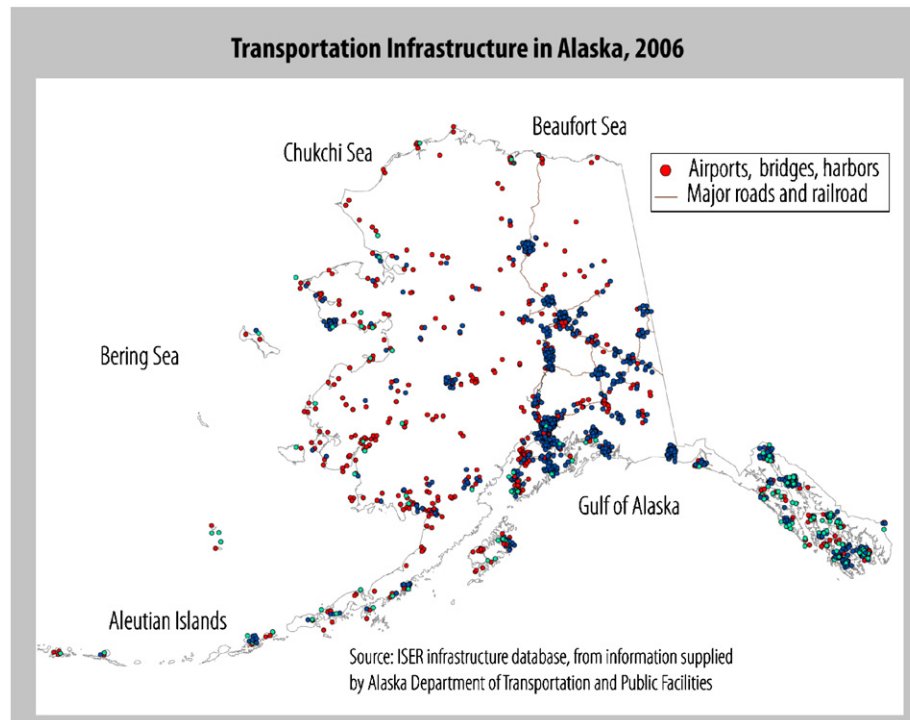 Transportation Infrastructure in Alaska, 2006
Beaufort Sea
Chukchi Sea
Airports, bridges, harbors
Major roads and railroad
Bering Sea
Gulf of Alaska
Aleutian Islands
Source: ISER infrastructure database, from information supplied
by Alaska Department of Transportation and Public Facilities